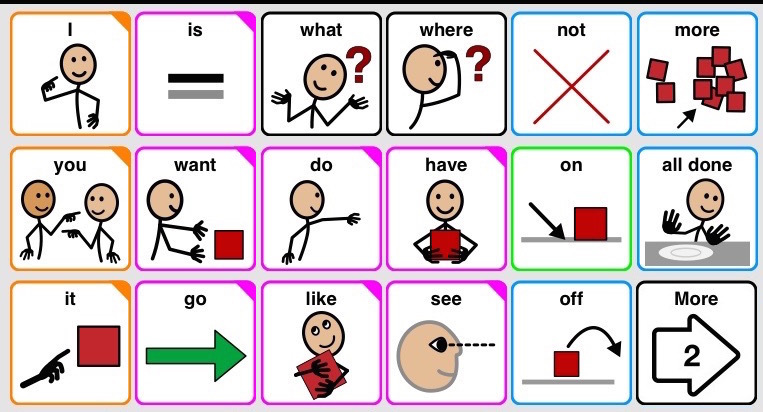 I is what where not more
? ?
you want do have on all done
it go like see off More
2